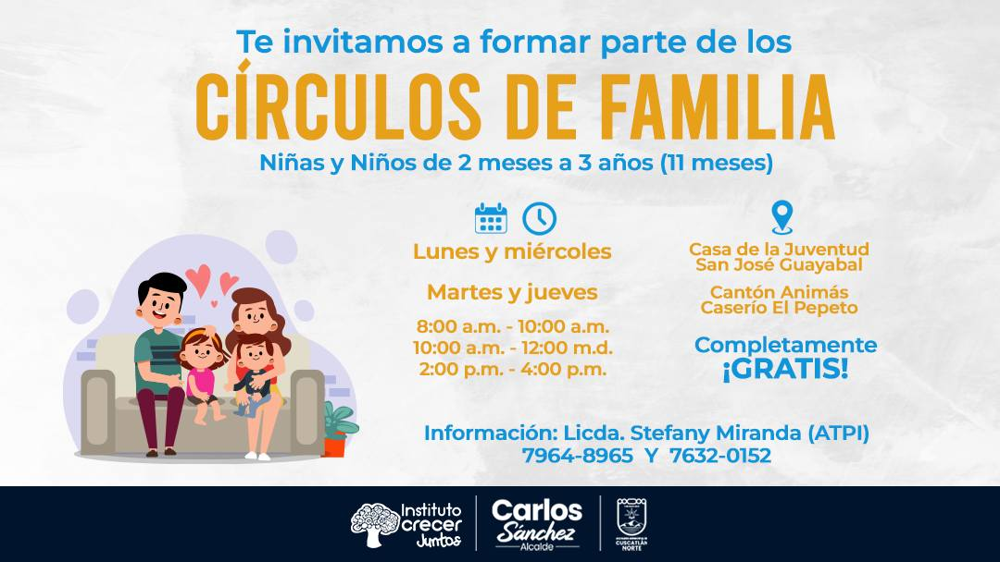 Te invitamos a formar parte de los
CÍRCULOS DE FAMILIA
Niñas y Niños de 2 meses a 3 años (11 meses)
Lunes y miércoles
Martes y jueves
8:00 a.m. - 10:00 a.m.
10:00 a.m. - 12:00 m.d.
2:00 p.m. - 4:00 p.m.
Casa de la Juventud
San José Guayabal
Cantón Animás
Caserío El Pepeto
Completamente
¡GRATIS!
Información: Licda. Stefany Miranda (ATPI)
7964-8965 Y 7632-0152
Instituto
crecer
Juntos
Carlos
Sánchez
Alcalde
CUSCATLÁN
NORTE